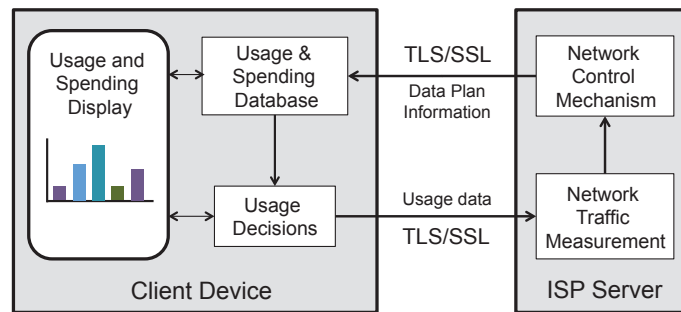 Usage and
Spending
Display
Usage &
Spending
Database
TLS/SSL
Data Plan
Information
Network
Control
Mechanism
Usage
Decisions
Usage data
TLS/SSL
Network
Traffic
Measurement
Client Device
ISP Server